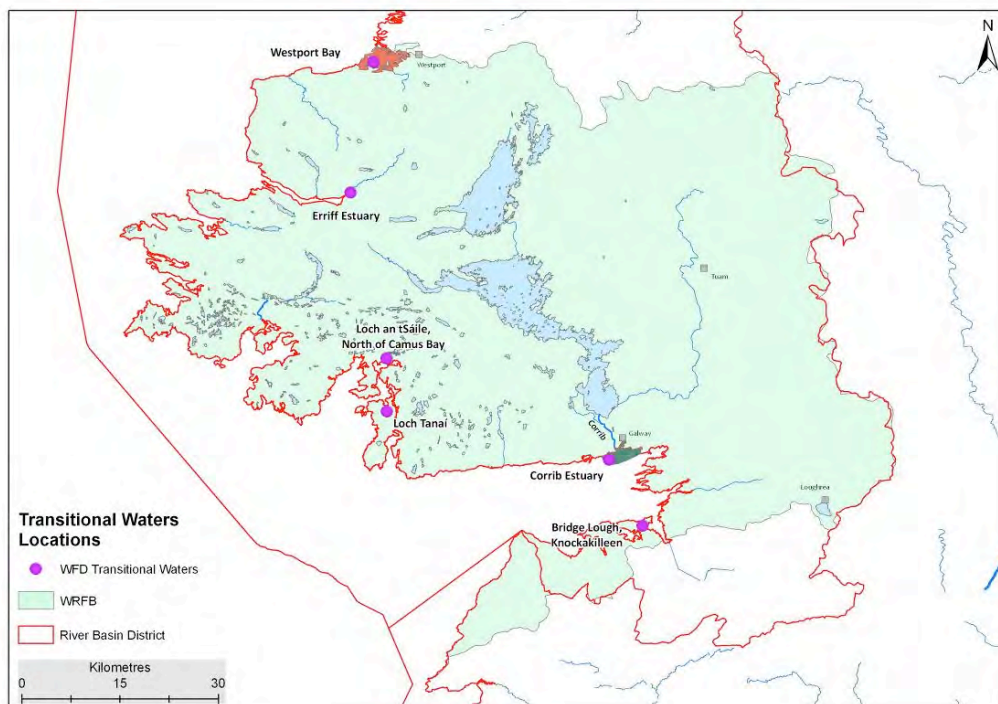 N
Westport Bay
Westport
Erriff Estuary
Tuam
Loch an tSáile,
North of Camus Bay
Loch Tanaí
Corrib
Galway
Corrib Estuary
Loughrea
Bridge Lough,
Knockakilleen
Transitional Waters
Locations
WFD Transitional Waters
WRFB
River Basin District
Kilometres
0 15 30